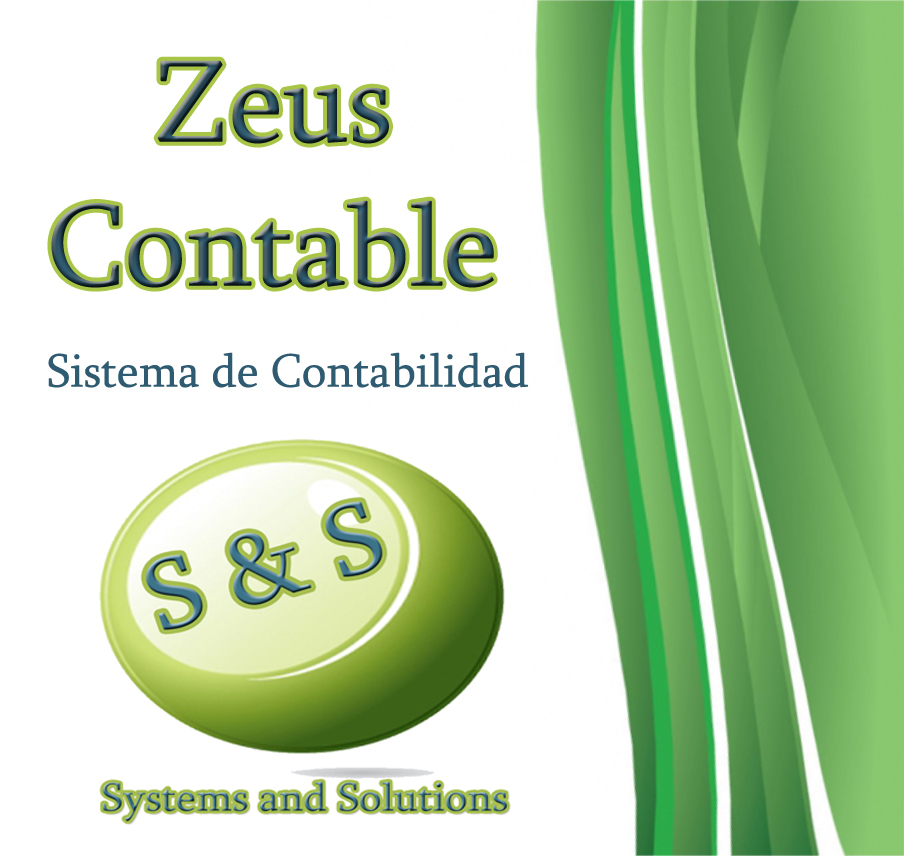 Zeus
Contable
Sistema de Contabilidad
S & S
Systems and Solutions